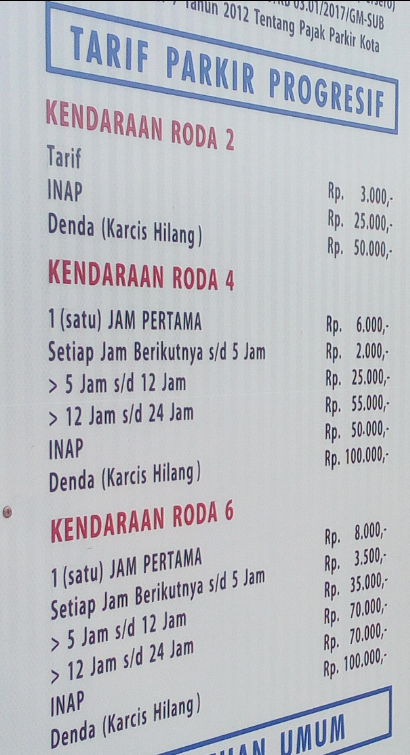 03.01/2017/GM-SUB
Tahun 2012 Tentang Pajak Parkir Kota
TARIF PARKIR PROGRESIF
KENDARAAN RODA 2
Tarif Rp. 3.000,-
INAP Rp. 25.000,-
Denda (Karcis Hilang) Rp. 50.000,-
KENDARAAN RODA 4
1 (satu) JAM PERTAMA Rp. 6.000,-
Setiap Jam Berikutnya s/d 5 Jam Rp. 2.000,-
> 5 Jam s/d 12 Jam Rp. 25.000,-
> 12 Jam s/d 24 Jam Rp. 55.000,-
INAP Rp. 50.000,-
Denda (Karcis Hilang) Rp. 100.000,-
KENDARAAN RODA 6
1 (satu) JAM PERTAMA Rp. 8.000,-
Setiap Jam Berikutnya s/d 5 Jam Rp. 3.500,-
> 5 Jam s/d 12 Jam Rp. 35.000,-
> 12 Jam s/d 24 Jam Rp. 70.000,-
INAP Rp. 70.000,-
Denda (Karcis Hilang) Rp. 100.000,-
UMUM